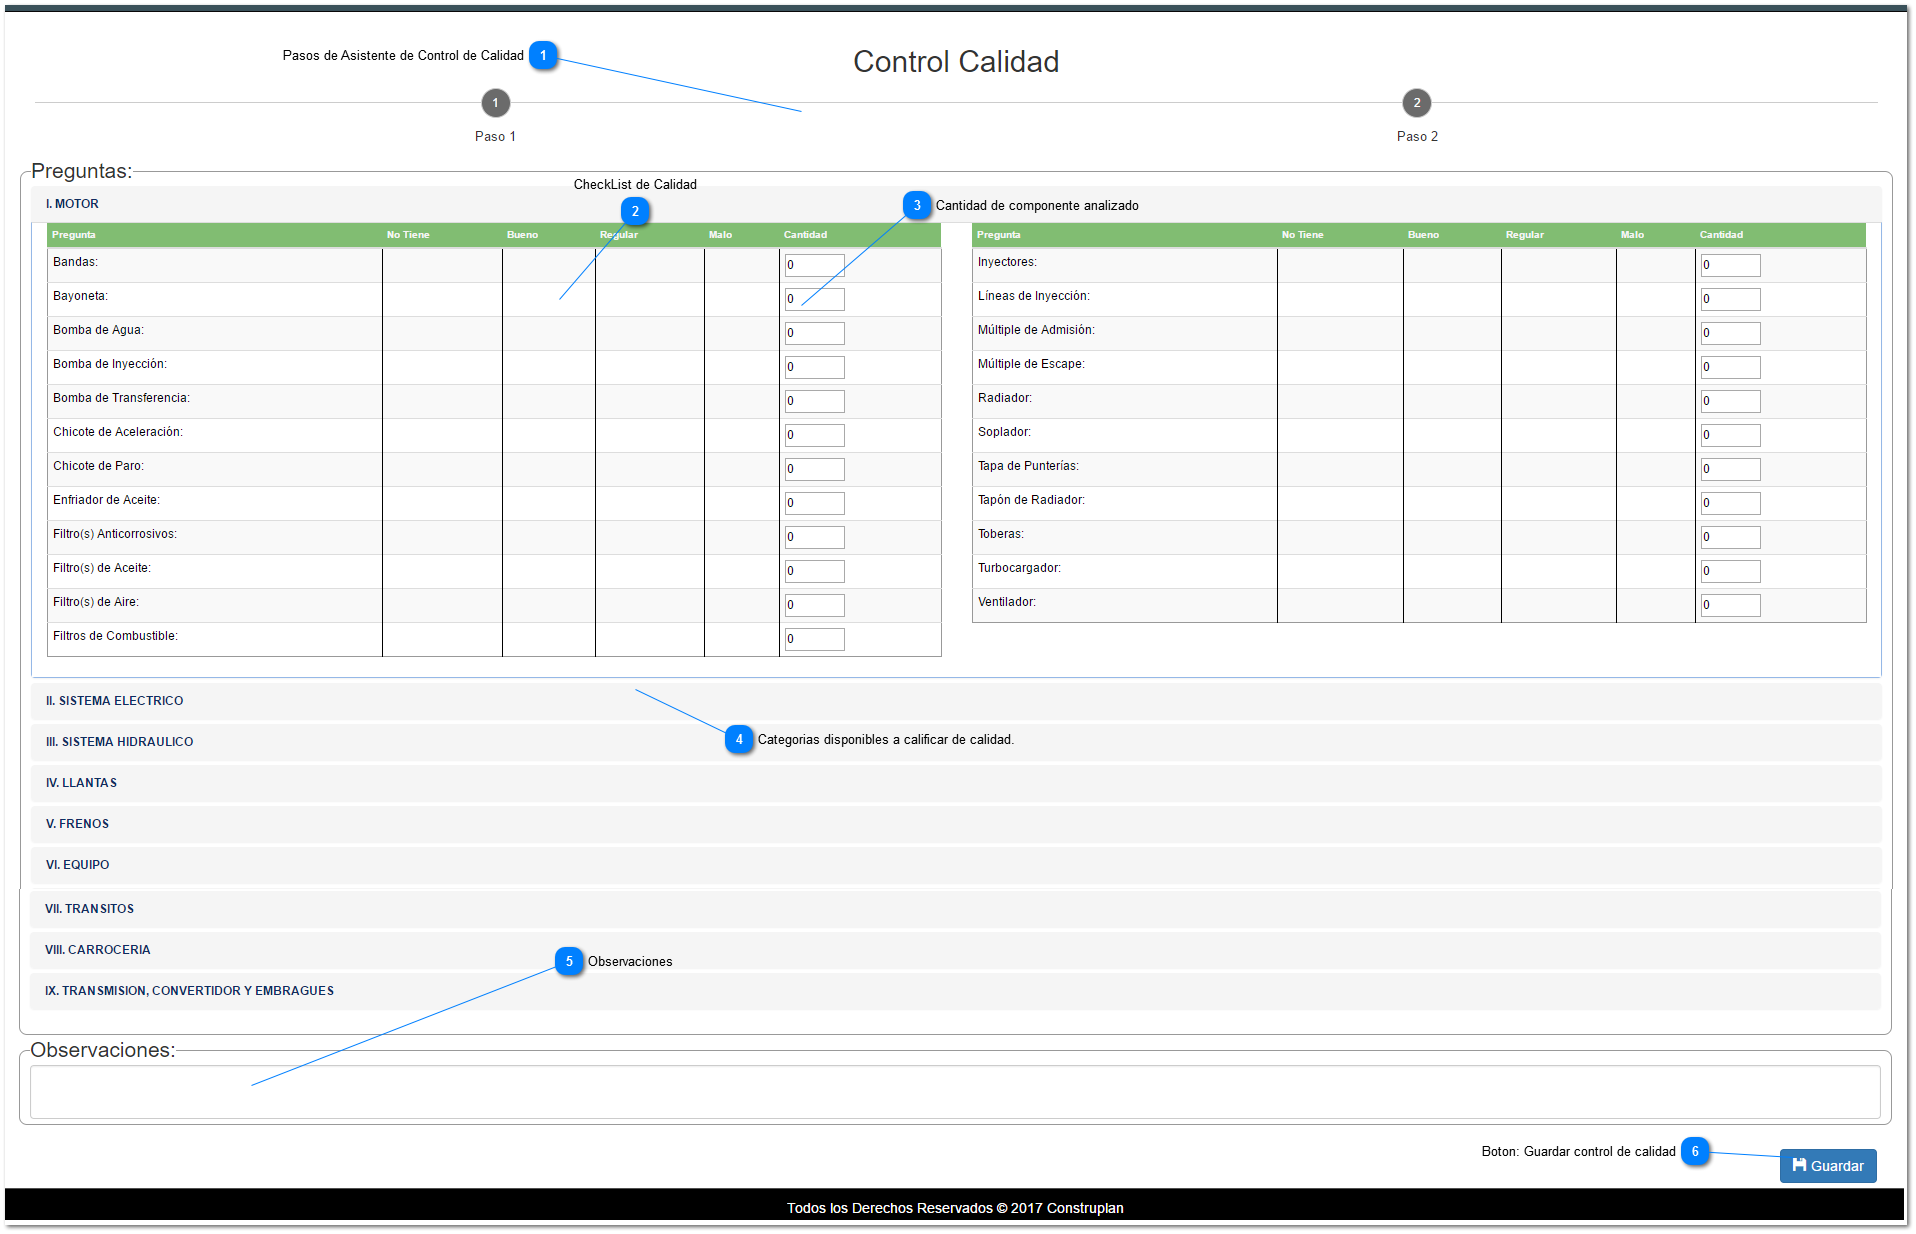 Pasos de Asistente de Control de Calidad 1
Control Calidad
1 2
Paso 1 Paso 2
Preguntas:
CheckList de Calidad
I. MOTOR
2
3 Cantidad de componente analizado
Pregunta No Tiene Bueno Regular Malo Cantidad
Bandas: 0
Bayoneta: 0
Bomba de Agua: 0
Bomba de Inyección: 0
Bomba de Transferencia: 0
Chicote de Aceleración: 0
Chicote de Paro: 0
Enfriador de Aceite: 0
Filtro(s) Anticorrosivos: 0
Filtro(s) de Aceite: 0
Filtro(s) de Aire: 0
Filtros de Combustible: 0
Pregunta No Tiene Bueno Regular Malo Cantidad
Inyectores: 0
Líneas de Inyección: 0
Múltiple de Admisión: 0
Múltiple de Escape: 0
Radiador: 0
Soplador: 0
Tapa de Punterías: 0
Tapón de Radiador: 0
Toberas: 0
Turbocargador: 0
Ventilador: 0
II. SISTEMA ELECTRICO
III. SISTEMA HIDRAULICO
4 Categorias disponibles a calificar de calidad.
IV. LLANTAS
V. FRENOS
VI. EQUIPO
VII. TRANSITOS
VIII. CARROCERIA
5 Observaciones
IX. TRANSMISION, CONVERTIDOR Y EMBRAGUES
Observaciones:
Boton: Guardar control de calidad 6
Guardar
Todos los Derechos Reservados © 2017 Construplan